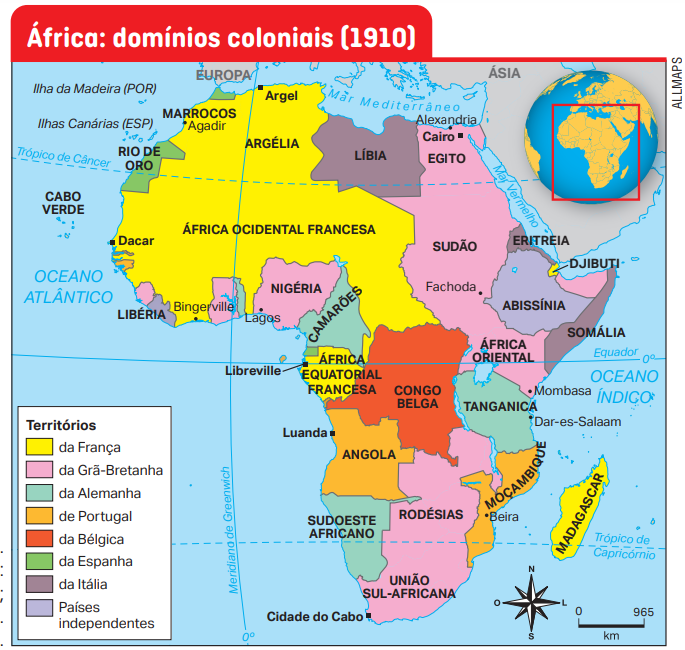 África: domínios coloniais (1910)
ALLMAPS
EUROPA
ÁSIA
Ilha da Madeira (POR)
Argel
Mar Mediterrâneo
MARROCOS
Agadir
Alexandria
Ilhas Canárias (ESP)
Cairo
ARGÉLIA
LÍBIA
EGITO
Trópico de Câncer
RIO DE
ORO
Mar Vermelho
CABO
VERDE
ÁFRICA OCIDENTAL FRANCESA
Dacar
SUDÃO
ERITREIA
DJIBUTI
OCEANO
ATLÂNTICO
Fachoda
NIGÉRIA
ABISSÍNIA
LIBÉRIA
Bingerville
Lagos
CAMARÕES
SOMÁLIA
ÁFRICA
ORIENTAL
Equador
0°
Libreville
ÁFRICA
EQUATORIAL
FRANCESA
CONGO
BELGA
OCEANO
ÍNDICO
Mombasa
TANGANICA
Dar-es-Salaam
Luanda
ANGOLA
MOÇAMBIQUE
Beira
MADAGASCAR
RODÉSIAS
SUDOESTE
AFRICANO
Trópico de
Capricórnio
UNIÃO
SUL-AFRICANA
Cidade do Cabo
Meridiano de Greenwich
0°
Territórios
da França
da Grã-Bretanha
da Alemanha
de Portugal
da Bélgica
da Espanha
da Itália
Países
independentes
N
O
L
S
0
965
km